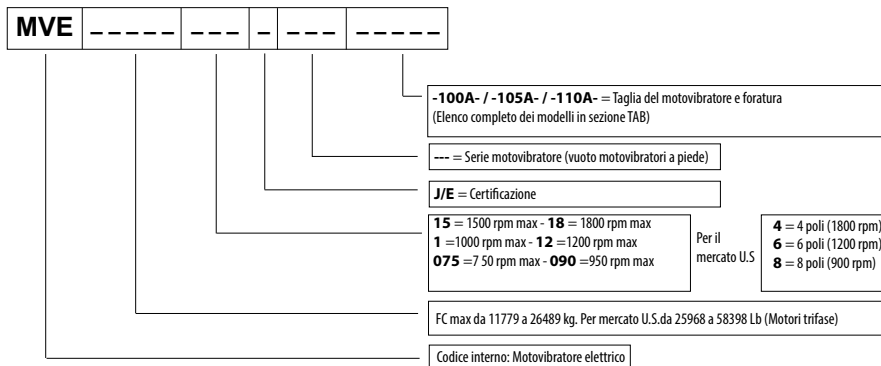 MVE ----- --- - --- -----
-100A- / -105A- / -110A- = Taglia del motovibratore e foratura
(Elenco completo dei modelli in sezione TAB)
--- = Serie motovibratore (vuoto motovibratori a piede)
J/E = Certificazione
15 = 1500 rpm max - 18 = 1800 rpm max
1 =1000 rpm max - 12 =1200 rpm max
075 =7 50 rpm max - 090 =950 rpm max
Per il
mercato U.S
4 = 4 poli (1800 rpm)
6 = 6 poli (1200 rpm)
8 = 8 poli (900 rpm)
FC max da 11779 a 26489 kg. Per mercato U.S.da 25968 a 58398 Lb (Motori trifase)
Codice interno: Motovibratore elettrico